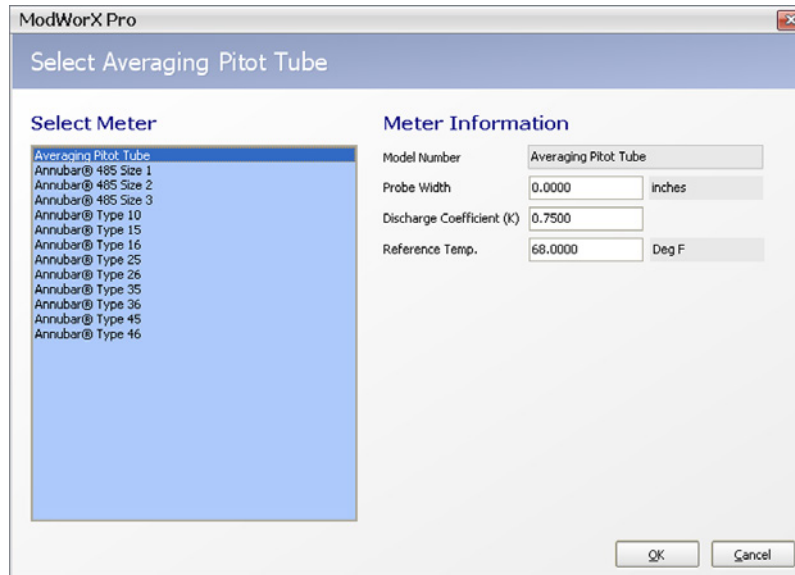 ModWorX Pro
Select Averaging Pitot Tube
Select Meter
Averaging Pitot Tube
Annubar® 485 Size 1
Annubar® 485 Size 2
Annubar® 485 Size 3
Annubar® Type 10
Annubar® Type 15
Annubar® Type 16
Annubar® Type 25
Annubar® Type 26
Annubar® Type 35
Annubar® Type 36
Annubar® Type 45
Annubar® Type 46
Meter Information
Model Number Averaging Pitot Tube
Probe Width 0.0000 inches
Discharge Coefficient (K) 0.7500
Reference Temp. 68.0000 Deg F
OK Cancel